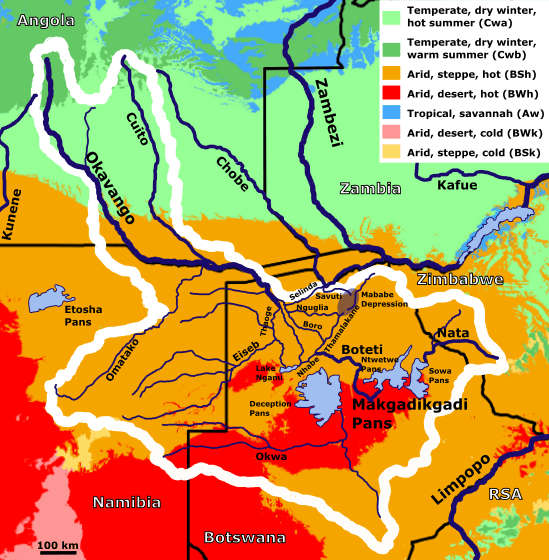 Angola
Temperate, dry winter,
hot summer (Cwa)
Temperate, dry winter,
warm summer (Cwb)
Arid, steppe, hot (BSh)
Arid, desert, hot (BWh)
Tropical, savannah (Aw)
Arid, desert, cold (BWk)
Arid, steppe, cold (BSk)
Zambezi
Cuito
Chobe
Okavango
Kunene
Kafue
Zambia
Zimbabwe
Etosha
Pans
Selinda
Savuti
Mababe
Depression
Nguglia
Thaoge
Boro
Thamalakane
Nata
Omatako
Eiseb
Boteti
Nhabe
Lake
Ngami
Ntwetwe
Pans
Sowa
Pans
Deception
Pans
Makgadikgadi
Pans
Okwa
Limpopo
RSA
Namibia
Botswana
100 km